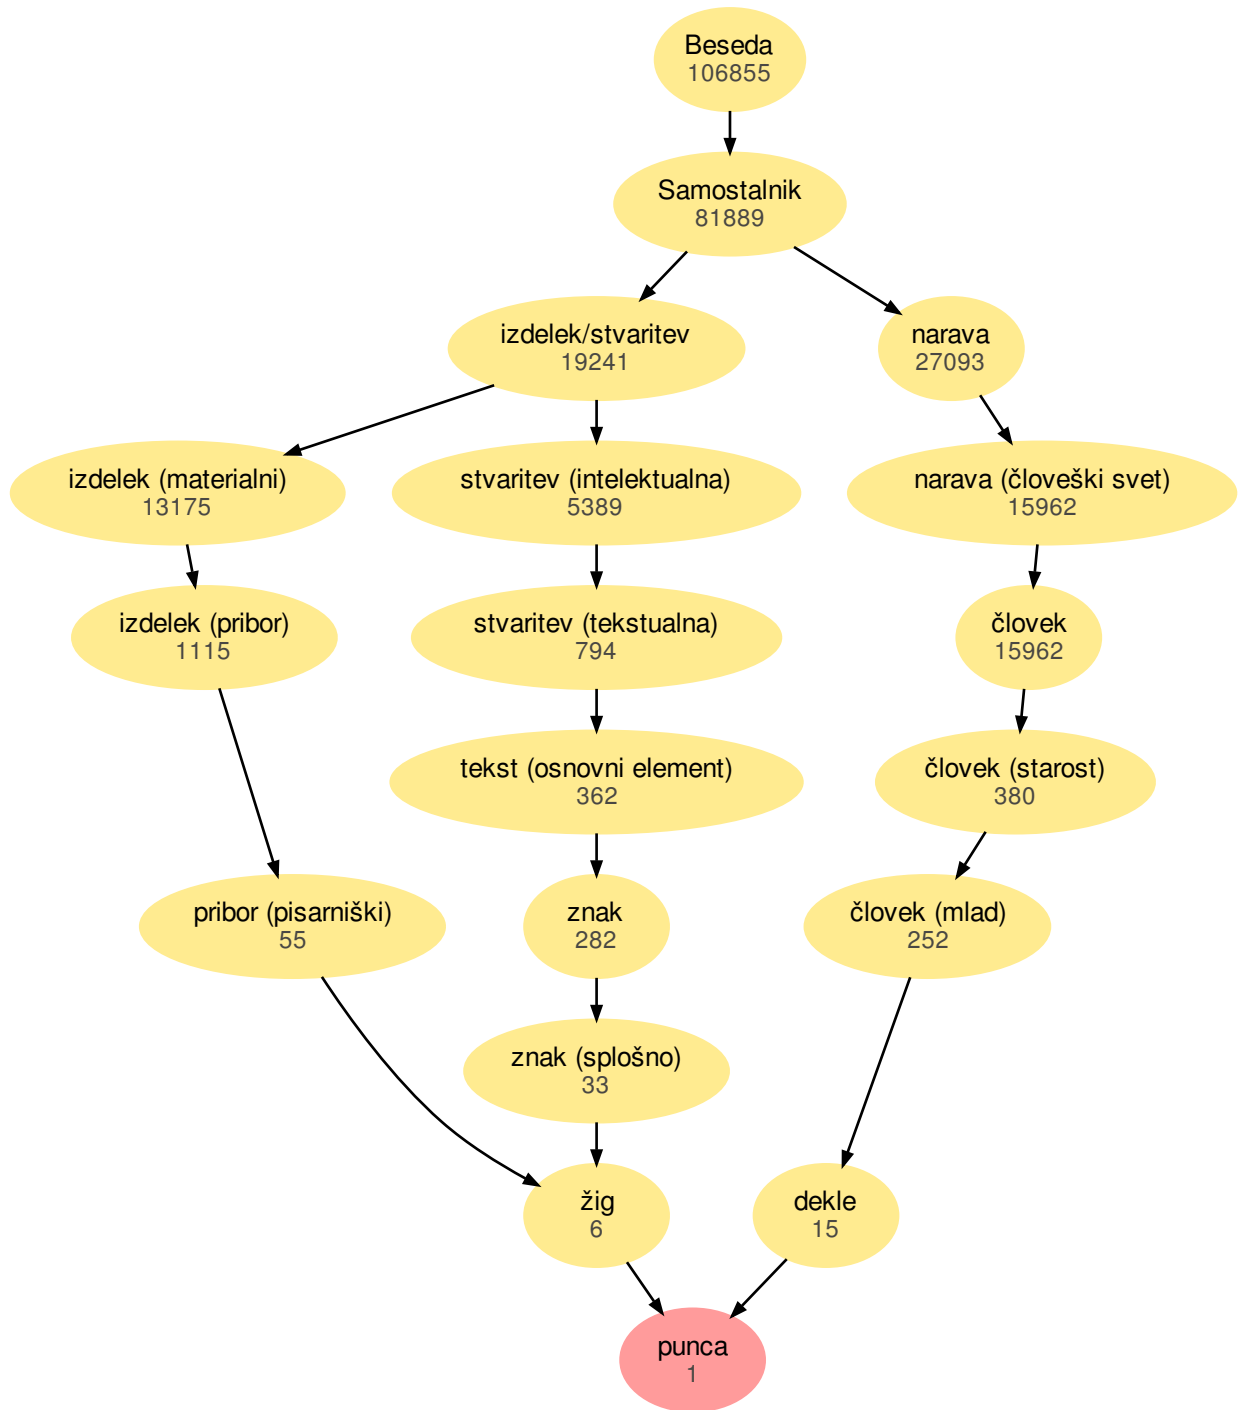 Beseda
106855
Samostalnik
81889
izdelek/stvaritev
19241
narava
27093
izdelek (materialni)
13175
stvaritev (intelektualna)
5389
narava (človeški svet)
15962
izdelek (pribor)
1115
stvaritev (tekstualna)
794
človek
15962
tekst (osnovni element)
362
človek (starost)
380
pribor (pisarniški)
55
znak
282
človek (mlad)
252
znak (splošno)
33
žig
6
dekle
15
punca
1